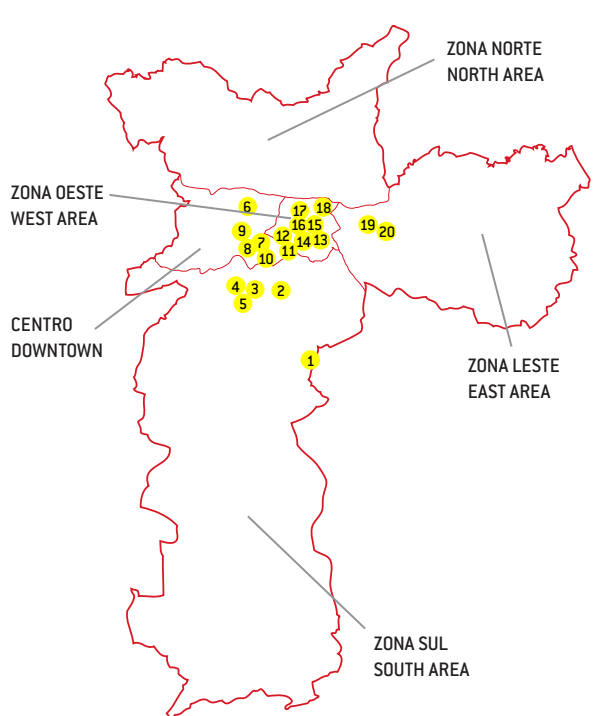 ZONA NORTE
NORTH AREA
ZONA OESTE
WEST AREA
6
17
18
9
16
15
19
20
8
7
12
14
13
11
10
4
3
2
5
CENTRO
DOWNTOWN
1
ZONA LESTE
EAST AREA
ZONA SUL
SOUTH AREA